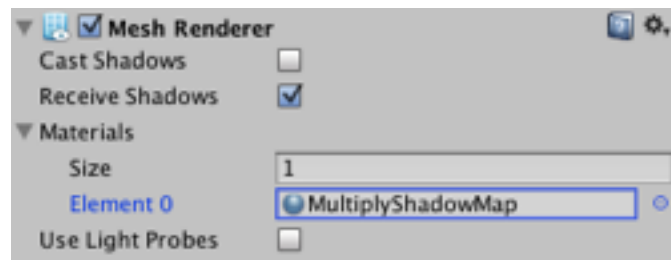 Mesh Renderer
Cast Shadows
Receive Shadows
Materials
Size 1
Element 0 MultiplyShadowMap
Use Light Probes